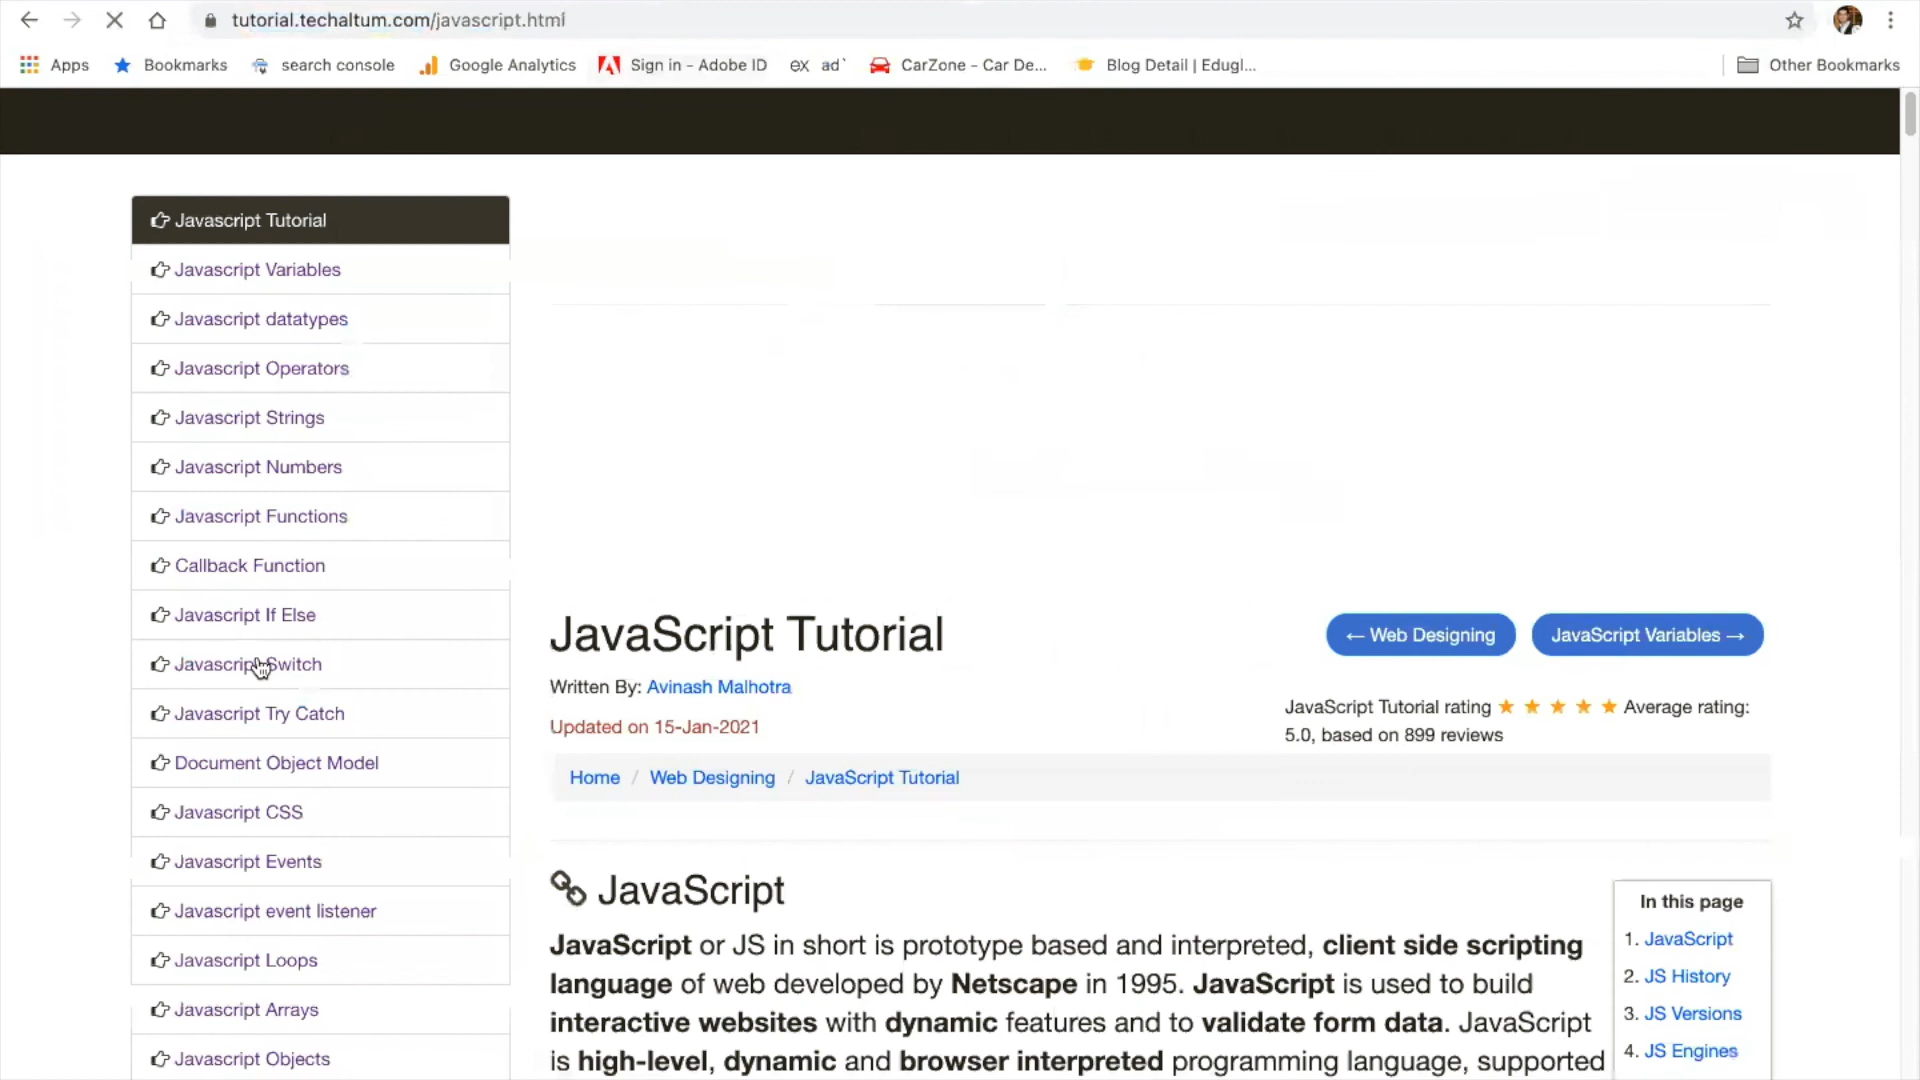 tutorial.techaltum.com/javascript.html
Apps Bookmarks search console Google Analytics Sign in - Adobe ID ex ad` CarZone - Car De... Blog Detail | Edugl... Other Bookmarks
Javascript Tutorial
Javascript Variables
Javascript datatypes
Javascript Operators
Javascript Strings
Javascript Numbers
Javascript Functions
Callback Function
Javascript If Else
Javascript Switch
Javascript Try Catch
Document Object Model
Javascript CSS
Javascript Events
Javascript event listener
Javascript Loops
Javascript Arrays
Javascript Objects
JavaScript Tutorial
← Web Designing
JavaScript Variables →
Written By: Avinash Malhotra
Updated on 15-Jan-2021
JavaScript Tutorial rating ★ ★ ★ ★ ★ Average rating:
5.0, based on 899 reviews
Home / Web Designing / JavaScript Tutorial
JavaScript
JavaScript or JS in short is prototype based and interpreted, client side scripting
language of web developed by Netscape in 1995. JavaScript is used to build
interactive websites with dynamic features and to validate form data. JavaScript
is high-level, dynamic and browser interpreted programming language, supported
In this page
1. JavaScript
2. JS History
3. JS Versions
4. JS Engines